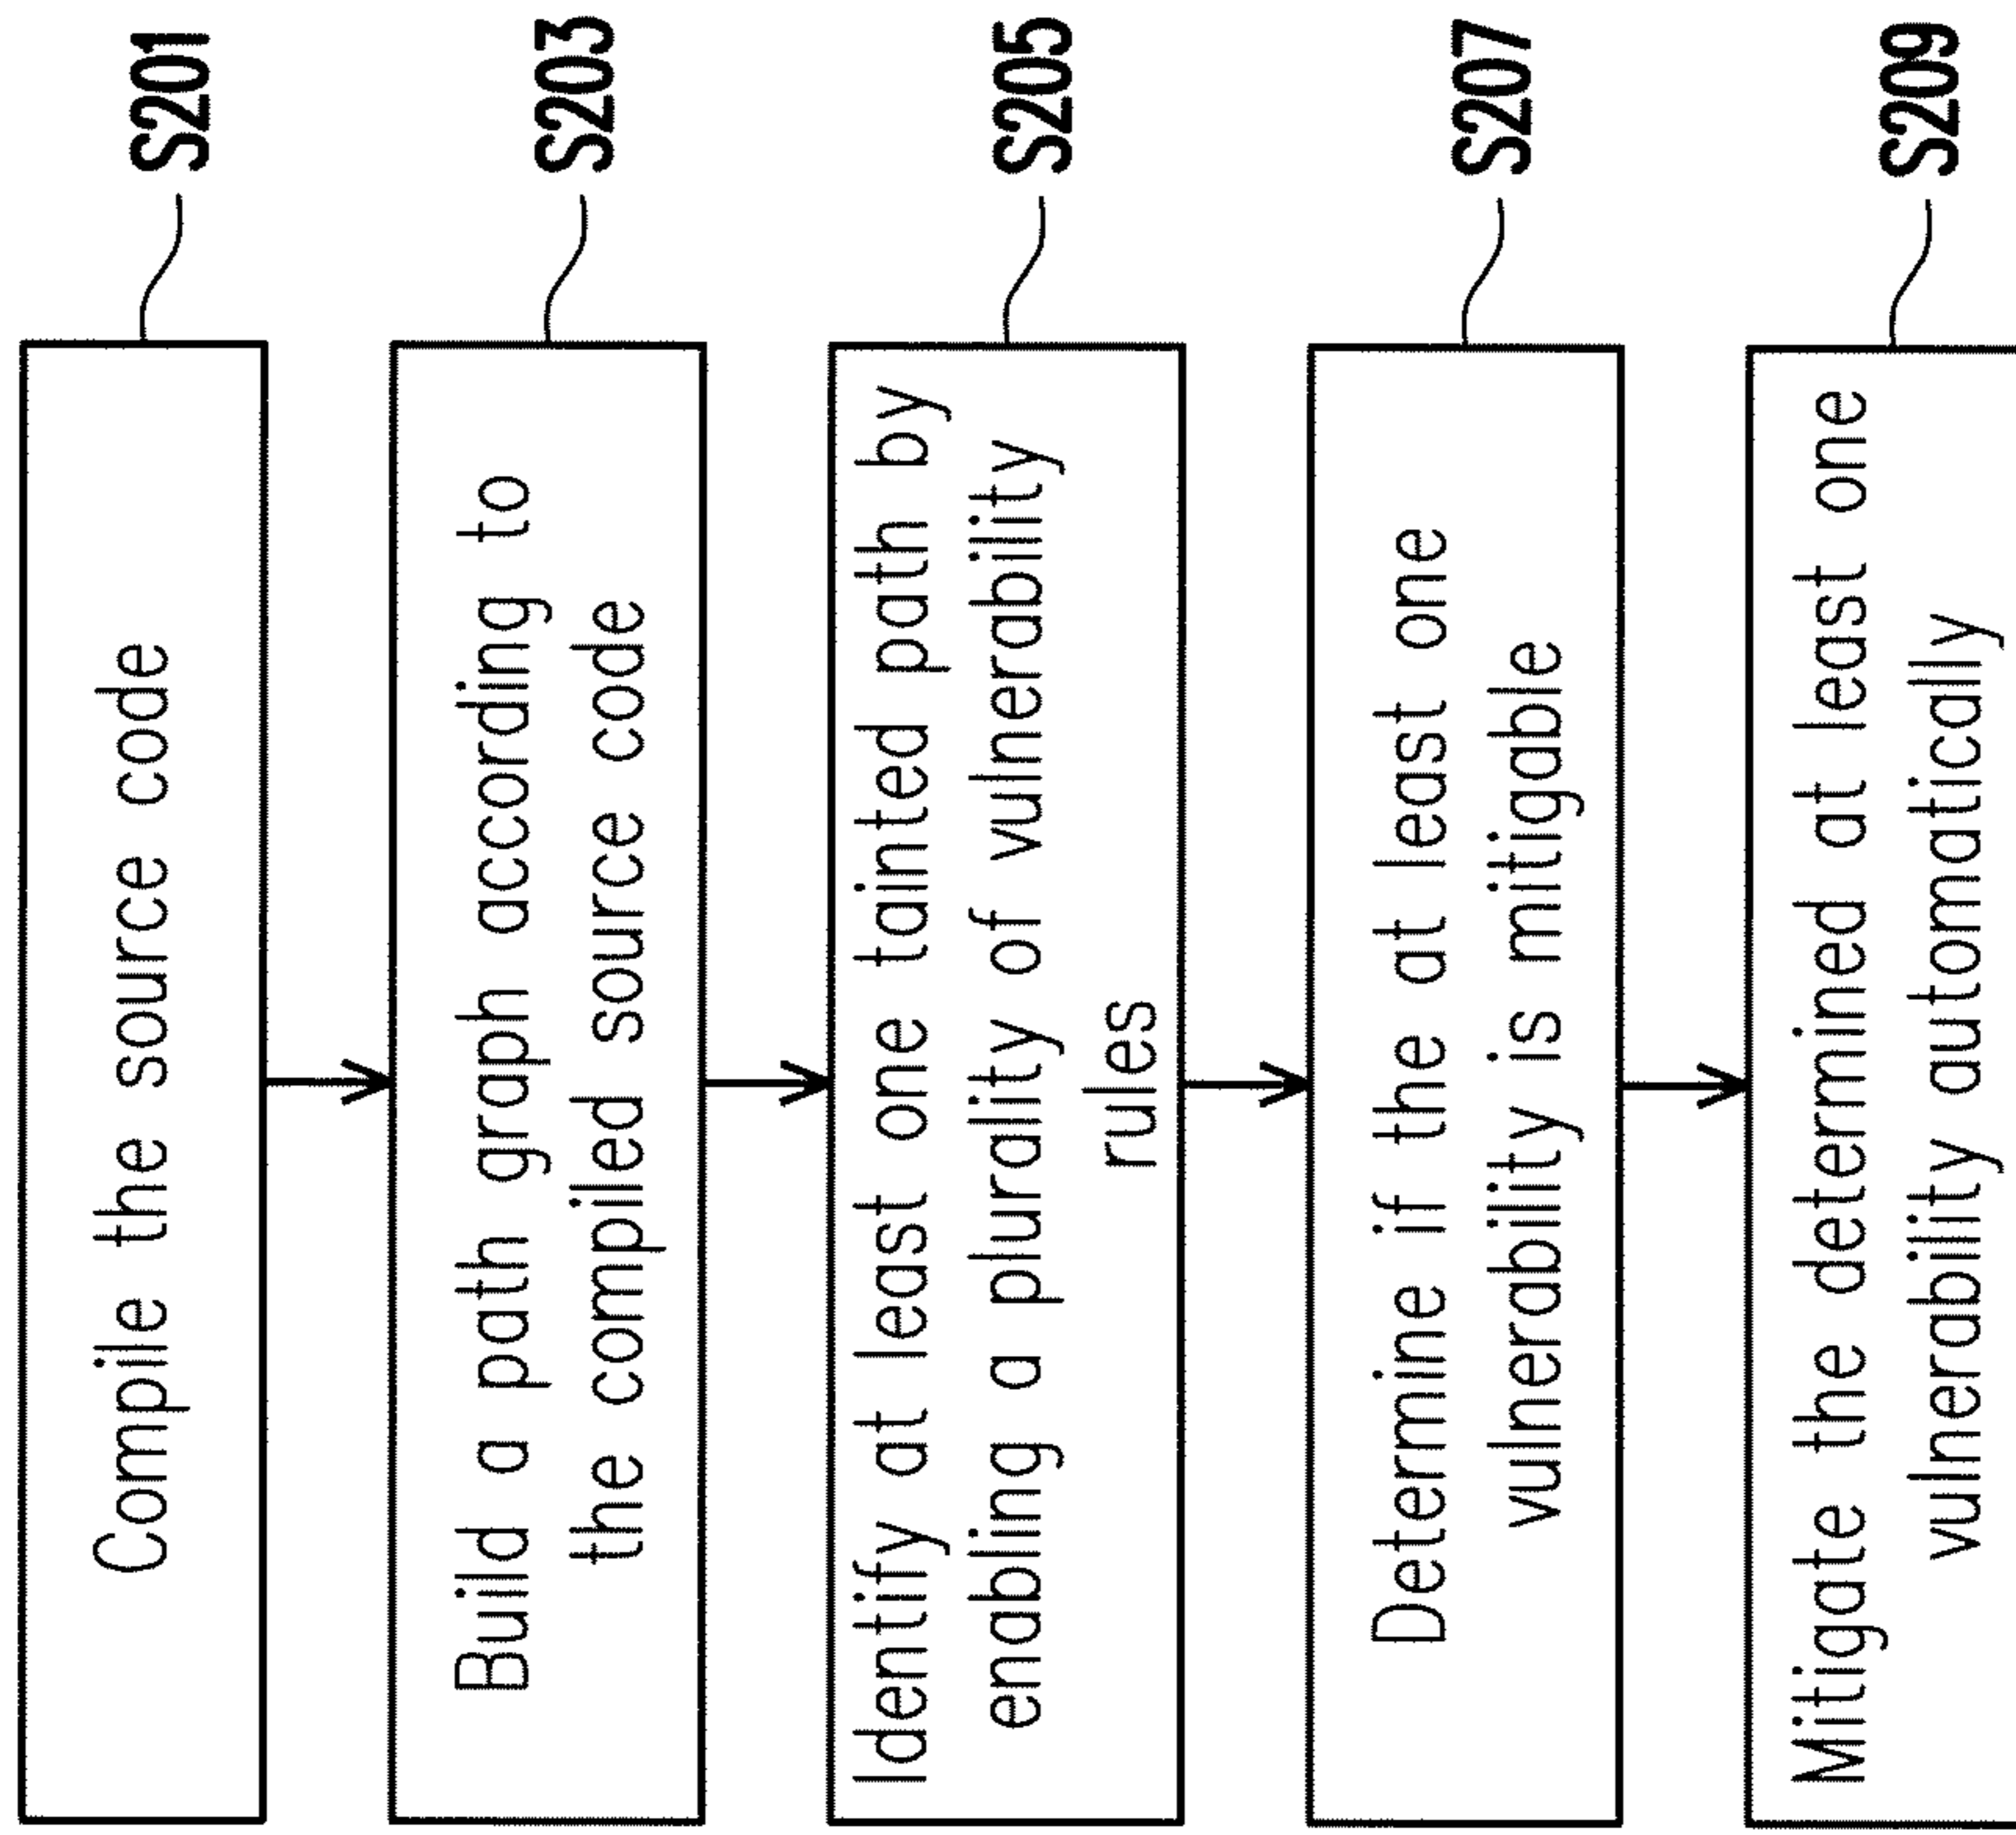 Compile the source code
S201
Build a path graph according to
the compiled source code
S203
Identify at least one tainted path by
enabling a plurality of vulnerability
rules
S205
Determine if the at least one
vulnerability is mitigable
S207
Mitigate the determined at least one
vulnerability automatically
S209